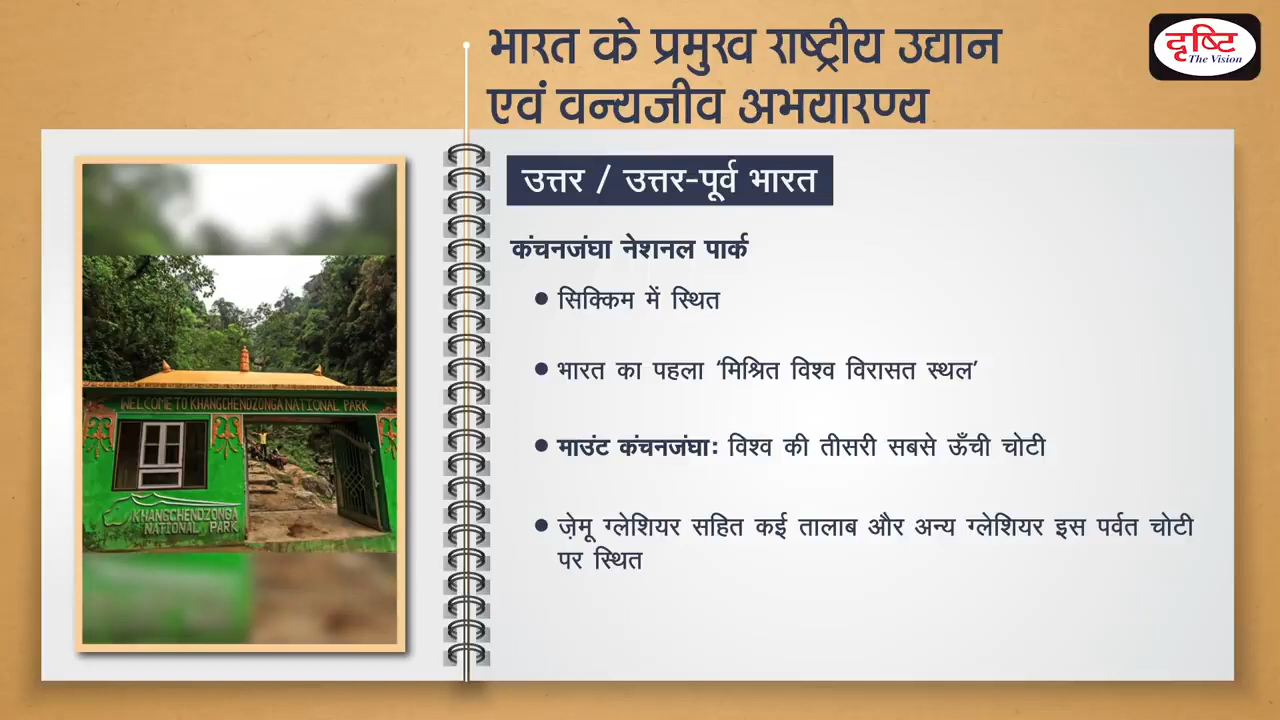 भारत के प्रमुख राष्ट्रीय उद्यान
एवं वन्यजीव अभयारण्य
दृष्टि
The Vision
उत्तर / उत्तर-पूर्व भारत
कंचनजंघा नेशनल पार्क
● सिक्किम में स्थित
● भारत का पहला ‘मिश्रित विश्व विरासत स्थल’
● माउंट कंचनजंघा: विश्व की तीसरी सबसे ऊँची चोटी
● ज़ेमू ग्लेशियर सहित कई तालाब और अन्य ग्लेशियर इस पर्वत चोटी
पर स्थित
WELCOME TO KHANGCHENDZONGA NATIONAL PARK
KHANGCHENDZONGA
NATIONAL PARK